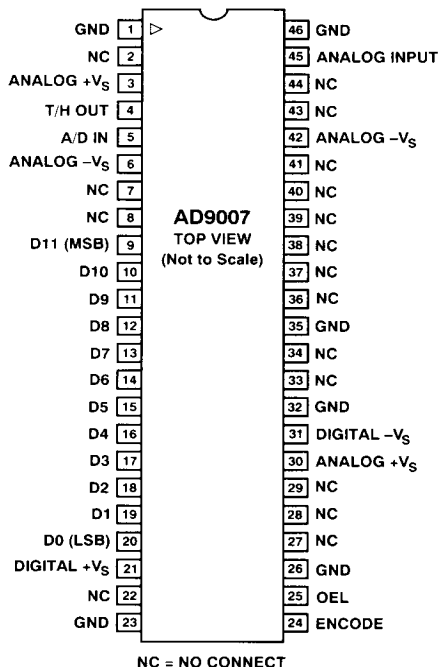 GND 1 46 GND
NC 2 45 ANALOG INPUT
ANALOG +VS 3 44 NC
T/H OUT 4 43 NC
A/D IN 5 42 ANALOG –VS
ANALOG –VS 6 41 NC
NC 7 40 NC
NC 8 39 NC
AD9007
TOP VIEW
(Not to Scale)
D11 (MSB) 9 38 NC
D10 10 37 NC
D9 11 36 NC
D8 12 35 GND
D7 13 34 NC
D6 14 33 NC
D5 15 32 GND
D4 16 31 DIGITAL –VS
D3 17 30 ANALOG +VS
D2 18 29 NC
D1 19 28 NC
D0 (LSB) 20 27 NC
DIGITAL +VS 21 26 GND
NC 22 25 OEL
GND 23 24 ENCODE
NC = NO CONNECT